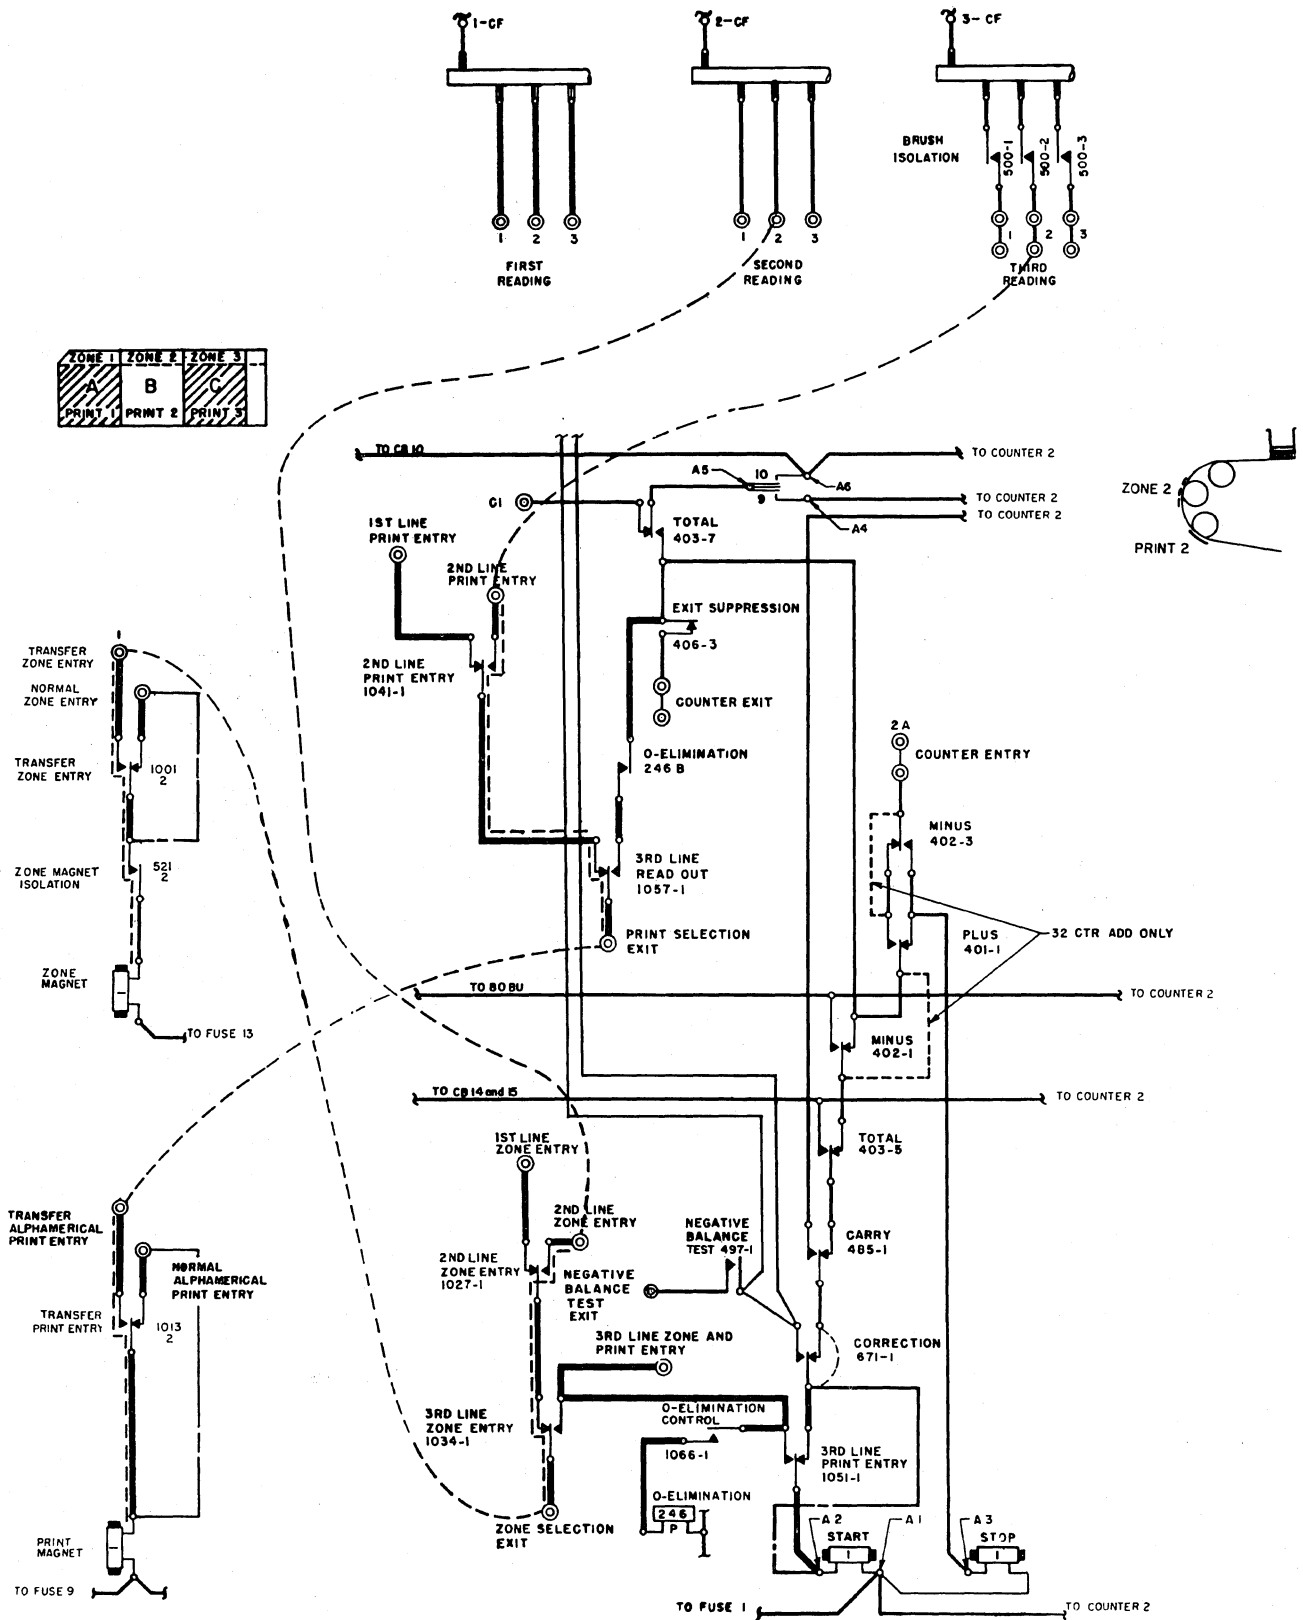 1-CF
2-CF
3-CF
BRUSH
ISOLATION
500-1
500-2
500-3
1
2
3
FIRST
READING
1
2
3
SECOND
READING
1
2
3
THIRD
READING
ZONE 1
ZONE 2
ZONE 3
A
B
C
PRINT 1
PRINT 2
PRINT 3
TO CB 10
TO COUNTER 2
A5
10
9
A6
A4
TO COUNTER 2
TO COUNTER 2
ZONE 2
PRINT 2
CI
1ST LINE
PRINT ENTRY
TOTAL
403-7
2ND LINE
PRINT ENTRY
EXIT SUPPRESSION
406-3
2ND LINE
PRINT ENTRY
1041-1
COUNTER EXIT
TRANSFER
ZONE ENTRY
NORMAL
ZONE ENTRY
TRANSFER
ZONE ENTRY
1001
2
O-ELIMINATION
246 B
2 A
COUNTER ENTRY
MINUS
402-3
ZONE MAGNET
ISOLATION
521
2
3RD LINE
READ OUT
1057-1
PRINT SELECTION
EXIT
PLUS
401-1
32 CTR ADD ONLY
ZONE
MAGNET
TO FUSE 13
TO 80 BU
TO COUNTER 2
MINUS
402-1
TO CB 14 and 15
TO COUNTER 2
1ST LINE
ZONE ENTRY
TOTAL
403-5
TRANSFER
ALPHAMERICAL
PRINT ENTRY
2ND LINE
ZONE ENTRY
NEGATIVE
BALANCE
TEST 497-1
CARRY
485-1
NORMAL
ALPHAMERICAL
PRINT ENTRY
2ND LINE
ZONE ENTRY
1027-1
NEGATIVE
BALANCE
TEST
EXIT
TRANSFER
PRINT ENTRY
1013
2
3RD LINE ZONE AND
PRINT ENTRY
CORRECTION
671-1
3RD LINE
ZONE ENTRY
1034-1
O-ELIMINATION
CONTROL
1066-1
3RD LINE
PRINT ENTRY
1051-1
O-ELIMINATION
246
P
ZONE SELECTION
EXIT
A2
START
1
A1
A3
STOP
1
PRINT
MAGNET
TO FUSE 9
TO FUSE 1
TO COUNTER 2